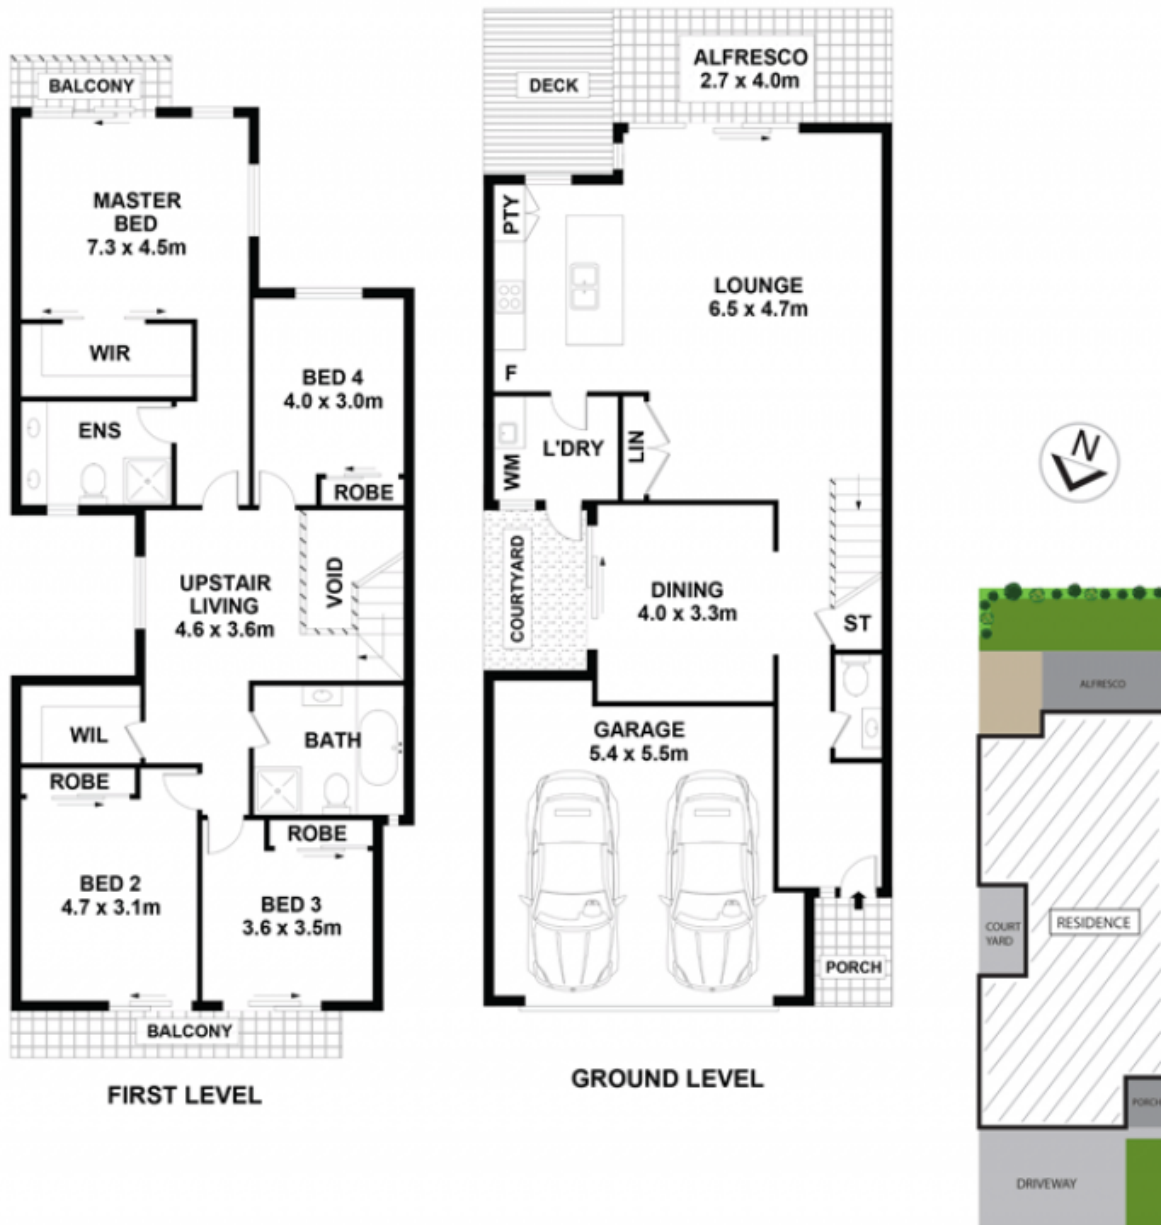 BALCONY
MASTER
BED
7.3 x 4.5m
WIR
ENS
BED 4
4.0 x 3.0m
ROBE
UPSTAIR
LIVING
4.6 x 3.6m
VOID
WIL
BATH
ROBE
ROBE
BED 2
4.7 x 3.1m
BED 3
3.6 x 3.5m
BALCONY
FIRST LEVEL
DECK
ALFRESCO
2.7 x 4.0m
PTY
LOUNGE
6.5 x 4.7m
F
L'DRY
LIN
WM
COURTYARD
DINING
4.0 x 3.3m
ST
GARAGE
5.4 x 5.5m
PORCH
GROUND LEVEL
N
ALFRESCO
COURT
YARD
RESIDENCE
PORCH
DRIVEWAY